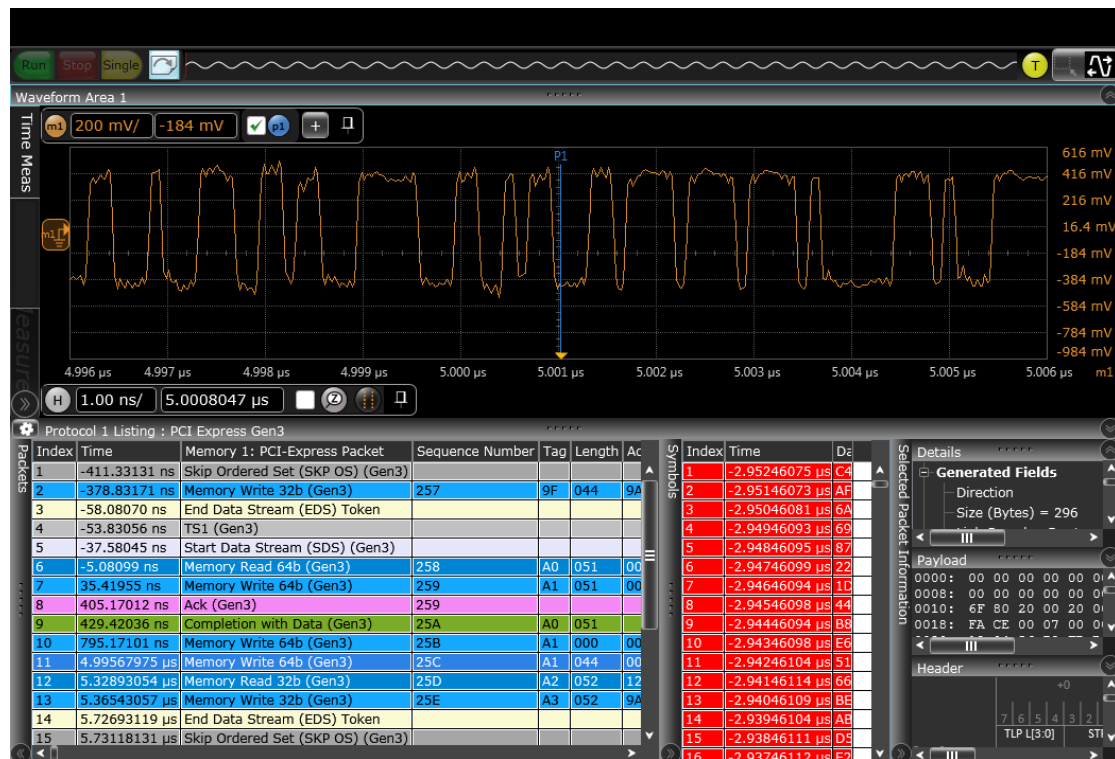 Run Stop Single T
Waveform Area 1
Time Meas
m1 200 mV/ -184 mV p1 +
P1
616 mV
416 mV
216 mV
16.4 mV
-184 mV
-384 mV
-584 mV
-784 mV
-984 mV
m1
easure
4.996 µs 4.997 µs 4.998 µs 4.999 µs 5.000 µs 5.001 µs 5.002 µs 5.003 µs 5.004 µs 5.005 µs 5.006 µs m1
H 1.00 ns/ 5.0008047 µs Z
Protocol 1 Listing : PCI Express Gen3
Packets
Index Time Memory 1: PCI-Express Packet Sequence Number Tag Length Ac
1 -411.33131 ns Skip Ordered Set (SKP OS) (Gen3)
2 -378.83171 ns Memory Write 32b (Gen3) 257 9F 044 9A
3 -58.08070 ns End Data Stream (EDS) Token
4 -53.83056 ns TS1 (Gen3)
5 -37.58045 ns Start Data Stream (SDS) (Gen3)
6 -5.08099 ns Memory Read 64b (Gen3) 258 A0 051 00
7 35.41955 ns Memory Write 64b (Gen3) 259 A1 051 00
8 405.17012 ns Ack (Gen3) 259
9 429.42036 ns Completion with Data (Gen3) 25A A0 051
10 795.17101 ns Memory Write 64b (Gen3) 25B A1 000 00
11 4.99567975 µs Memory Write 64b (Gen3) 25C A1 044 00
12 5.32893054 µs Memory Read 32b (Gen3) 25D A2 052 12
13 5.36543057 µs Memory Write 32b (Gen3) 25E A3 052 9A
14 5.72693119 µs End Data Stream (EDS) Token
15 5.73118131 µs Skip Ordered Set (SKP OS) (Gen3)
Symbols
Index Time Da
1 -2.95246075 µs C4
2 -2.95146073 µs AF
3 -2.95046081 µs 6A
4 -2.94946093 µs 69
5 -2.94846095 µs 87
6 -2.94746099 µs 22
7 -2.94646094 µs 1D
8 -2.94546098 µs 44
9 -2.94446094 µs B8
10 -2.94346098 µs E6
11 -2.94246104 µs 51
12 -2.94146114 µs 66
13 -2.94046109 µs BE
14 -2.93946104 µs AB
15 -2.93846111 µs D5
16 -2.93746112 µs E2
Selected Packet Information
Details
Generated Fields
Direction
Size (Bytes) = 296
Payload
0000: 00 00 00 00 00
0008: 00 00 00 00 00
0010: 6F 80 20 00 20
0018: FA CE 00 07 00
Header
+0
7 6 5 4 3 2
TLP L[3:0] ST